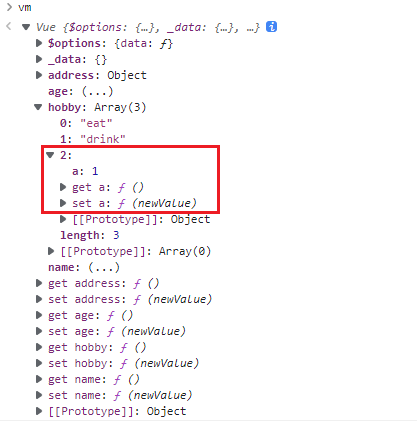 vm
Vue {$options: {…}, _data: {…}, …} i
$options: {data: ƒ}
_data: {}
address: Object
age: (...)
hobby: Array(3)
0: "eat"
1: "drink"
2:
a: 1
get a: ƒ ()
set a: ƒ (newValue)
[[Prototype]]: Object
length: 3
[[Prototype]]: Array(0)
name: (...)
get address: ƒ ()
set address: ƒ (newValue)
get age: ƒ ()
set age: ƒ (newValue)
get hobby: ƒ ()
set hobby: ƒ (newValue)
get name: ƒ ()
set name: ƒ (newValue)
[[Prototype]]: Object